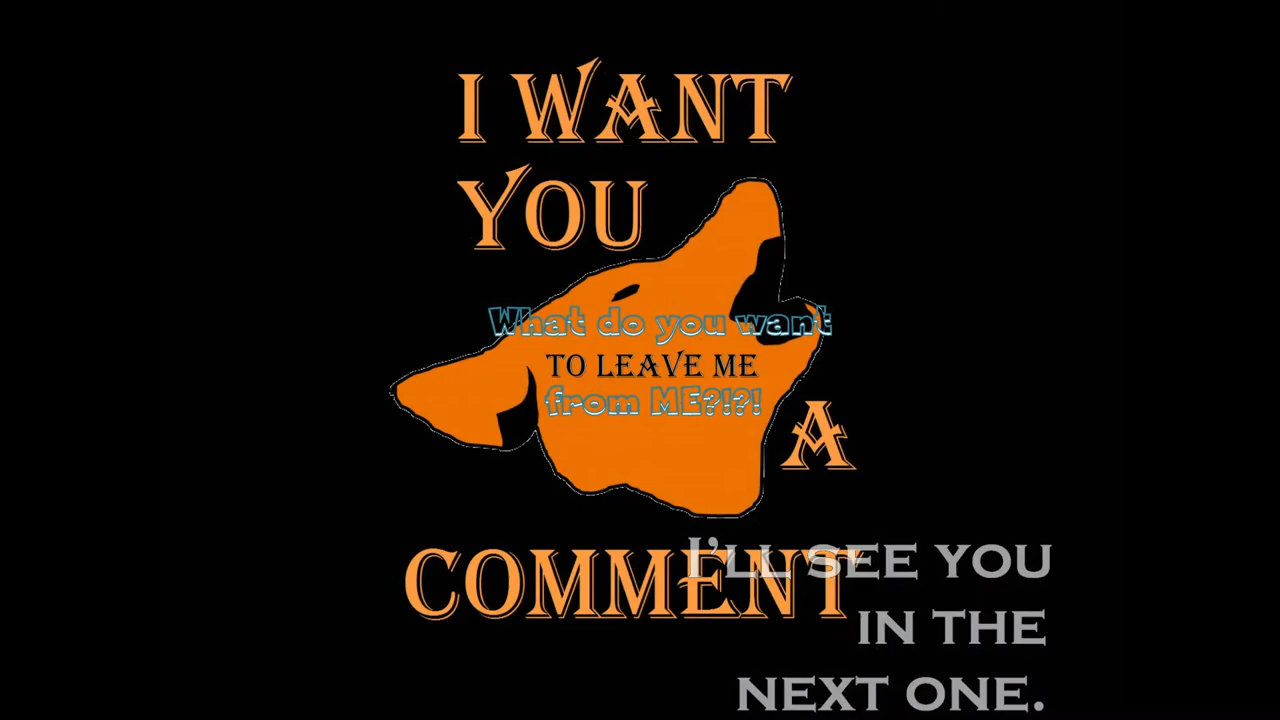 I WANT
YOU
What do you want
TO LEAVE ME
from ME?!?!
A
COMMENT
I'LL SEE YOU
IN THE
NEXT ONE.